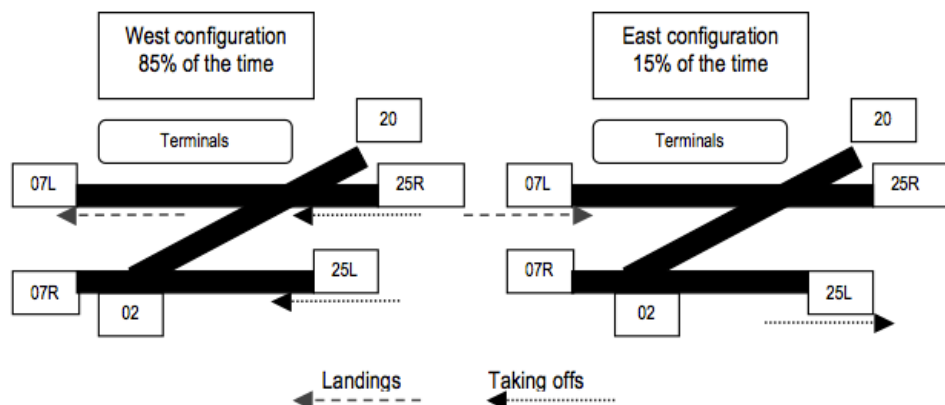 West configuration
85% of the time
East configuration
15% of the time
20
20
Terminals
Terminals
07L
25R
07L
25R
07R
25L
07R
25L
02
02
Landings
Taking offs